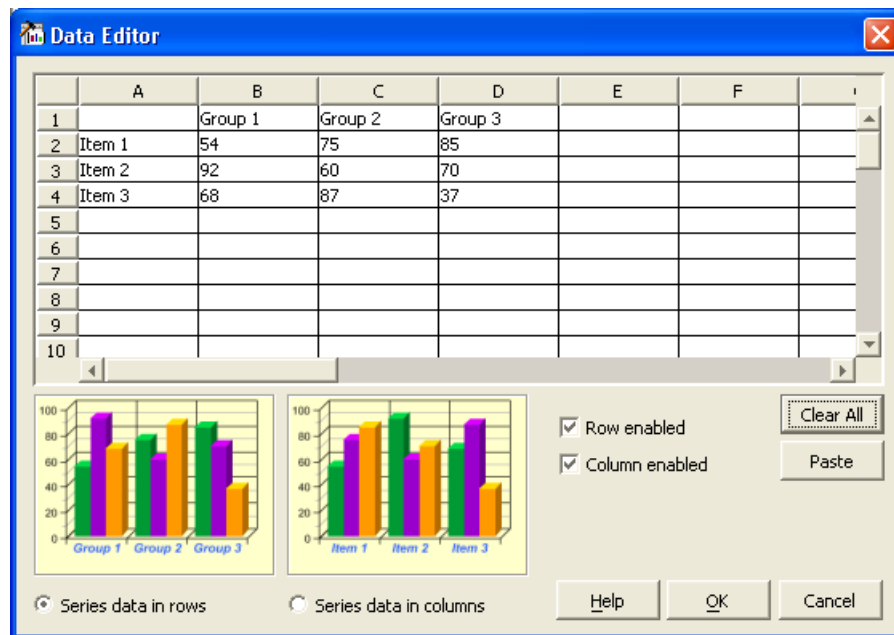 Data Editor
A B C D E F
1 Group 1 Group 2 Group 3
2 Item 1 54 75 85
3 Item 2 92 60 70
4 Item 3 68 87 37
5
6
7
8
9
10
100
80
60
40
20
0
Group 1 Group 2 Group 3
100
80
60
40
20
0
Item 1 Item 2 Item 3
Row enabled
Column enabled
Clear All
Paste
Series data in rows
Series data in columns
Help
OK
Cancel